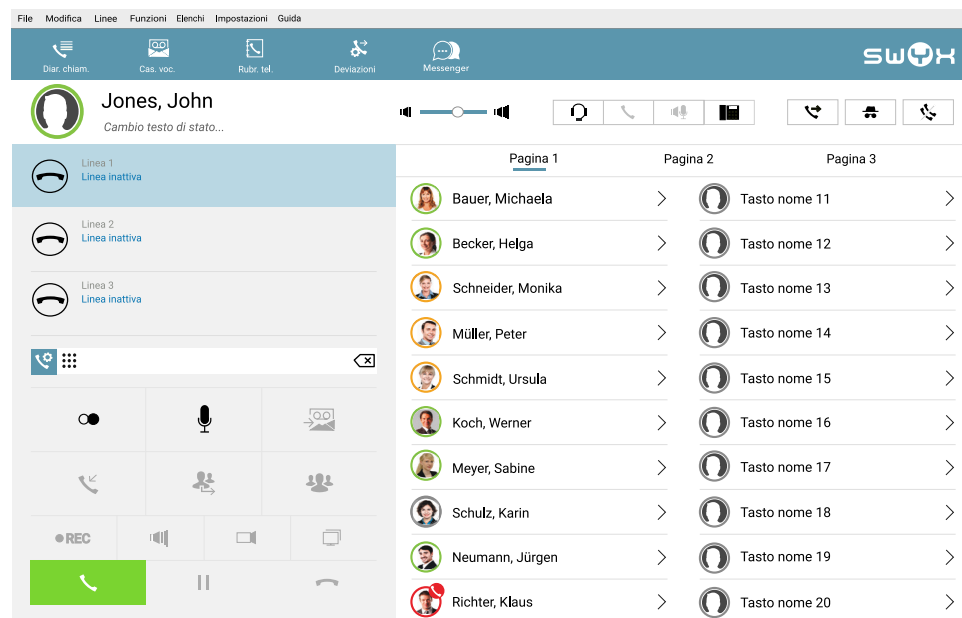 File Modifica Linee Funzioni Elenchi Impostazioni Guida
Diar. chiam. Cas. voc. Rubr. tel. Deviazioni Messenger
swyx
Jones, John
Cambio testo di stato...
Linea 1
Linea inattiva
Linea 2
Linea inattiva
Linea 3
Linea inattiva
REC
Pagina 1 Pagina 2 Pagina 3
Bauer, Michaela Tasto nome 11
Becker, Helga Tasto nome 12
Schneider, Monika Tasto nome 13
Müller, Peter Tasto nome 14
Schmidt, Ursula Tasto nome 15
Koch, Werner Tasto nome 16
Meyer, Sabine Tasto nome 17
Schulz, Karin Tasto nome 18
Neumann, Jürgen Tasto nome 19
Richter, Klaus Tasto nome 20